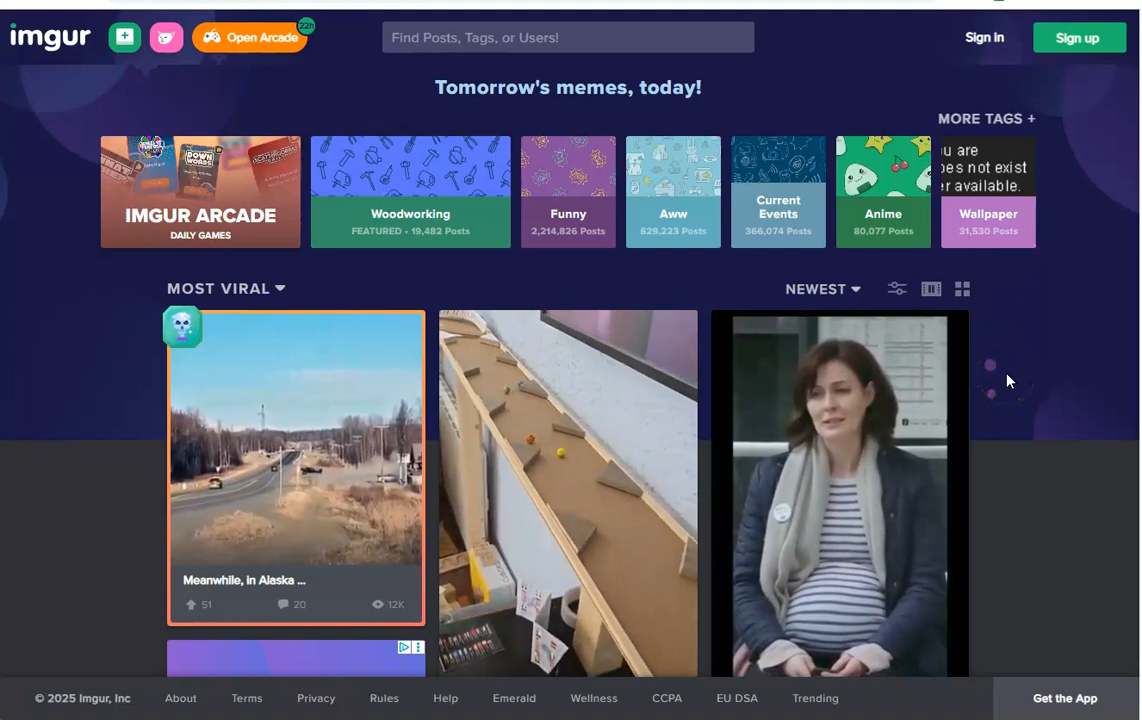 imgur
Open Arcade
22h
Find Posts, Tags, or Users!
Sign in
Sign up
Tomorrow's memes, today!
MORE TAGS +
DOWN WORDS
IMGUR ARCADE
DAILY GAMES
Woodworking
FEATURED • 19,482 Posts
Funny
2,214,826 Posts
Aww
629,223 Posts
Current
Events
366,074 Posts
Anime
80,077 Posts
u are
es not exist
r available.
Wallpaper
31,530 Posts
MOST VIRAL
NEWEST
Meanwhile, in Alaska ...
51
20
12K
© 2025 Imgur, Inc
About
Terms
Privacy
Rules
Help
Emerald
Wellness
CCPA
EU DSA
Trending
Get the App